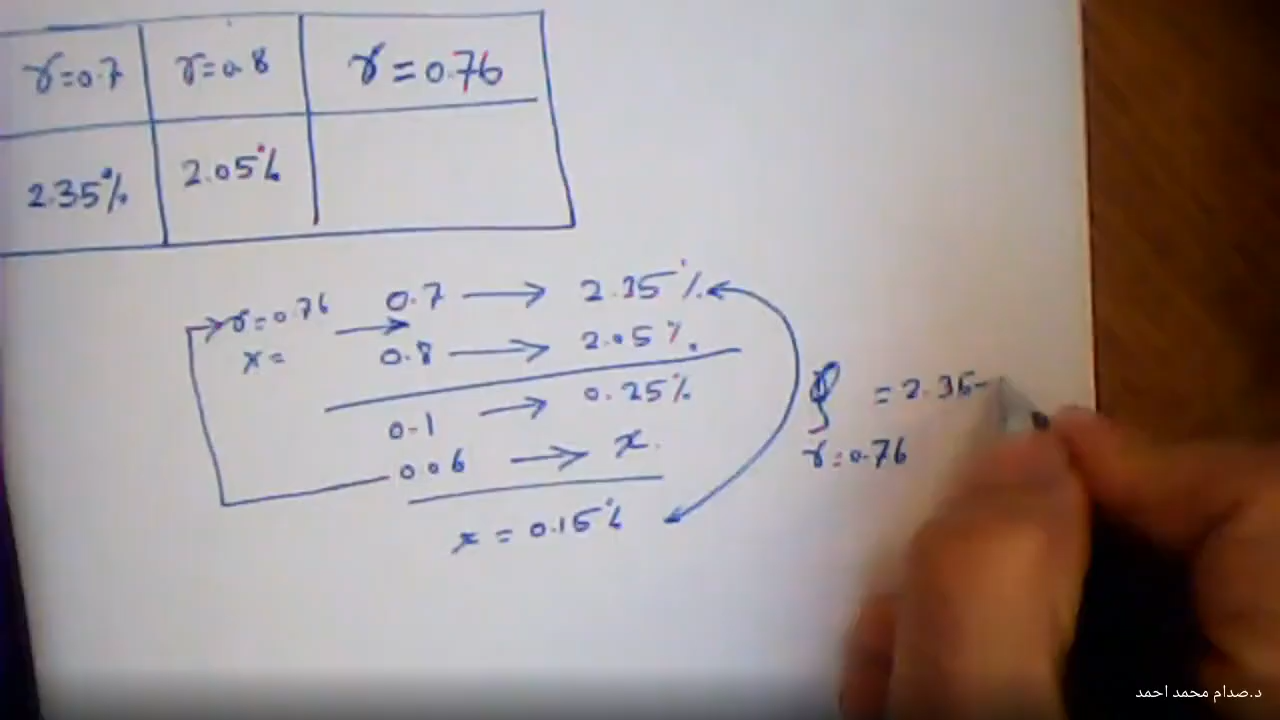 γ=0.7 γ=0.8 γ=0.76
2.35% 2.05%
γ=0.76 0.7 → 2.35%
x= 0.8 → 2.05%
0.1 → 0.25%
0.06 → x
x = 0.15%
ρ = 2.35-
γ=0.76
د.صدام محمد احمد